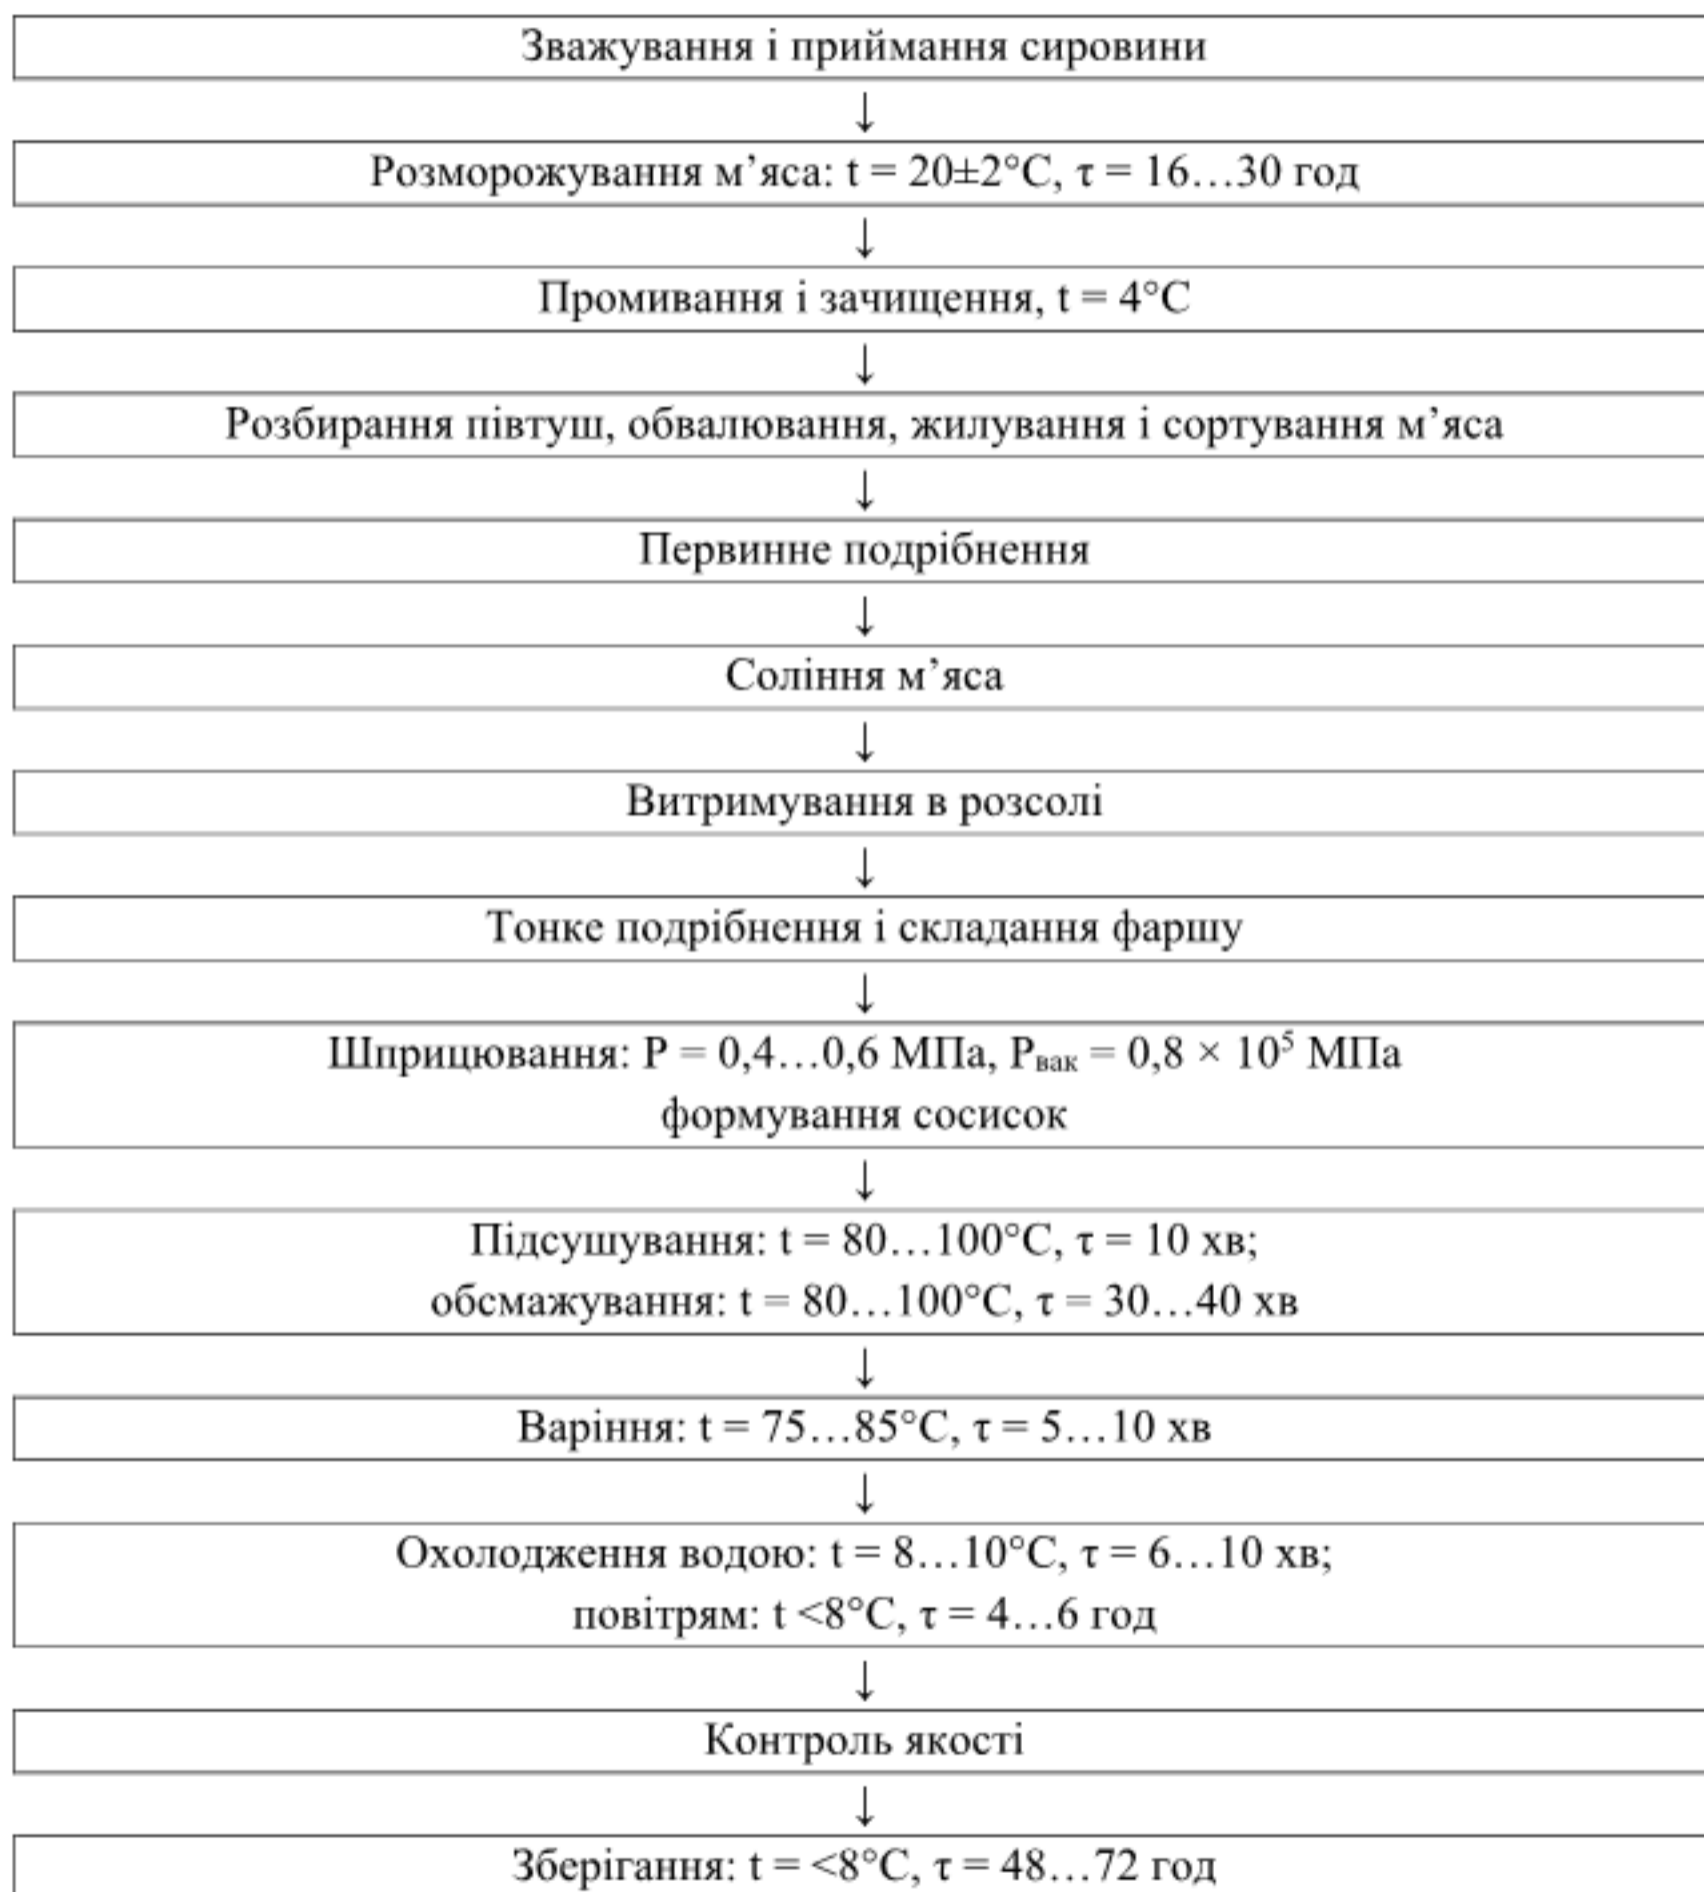 Зважування і приймання сировини
↓
Розморожування м’яса: t = 20±2°C, τ = 16…30 год
↓
Промивання і зачищення, t = 4°C
↓
Розбирання півтуш, обвалювання, жилування і сортування м’яса
↓
Первинне подрібнення
↓
Соління м’яса
↓
Витримування в розсолі
↓
Тонке подрібнення і складання фаршу
↓
Шприцювання: P = 0,4…0,6 МПа, Pвак = 0,8 × 10⁵ МПа
формування сосисок
↓
Підсушування: t = 80…100°C, τ = 10 хв;
обсмажування: t = 80…100°C, τ = 30…40 хв
↓
Варіння: t = 75…85°C, τ = 5…10 хв
↓
Охолодження водою: t = 8…10°C, τ = 6…10 хв;
повітрям: t <8°C, τ = 4…6 год
↓
Контроль якості
↓
Зберігання: t = <8°C, τ = 48…72 год